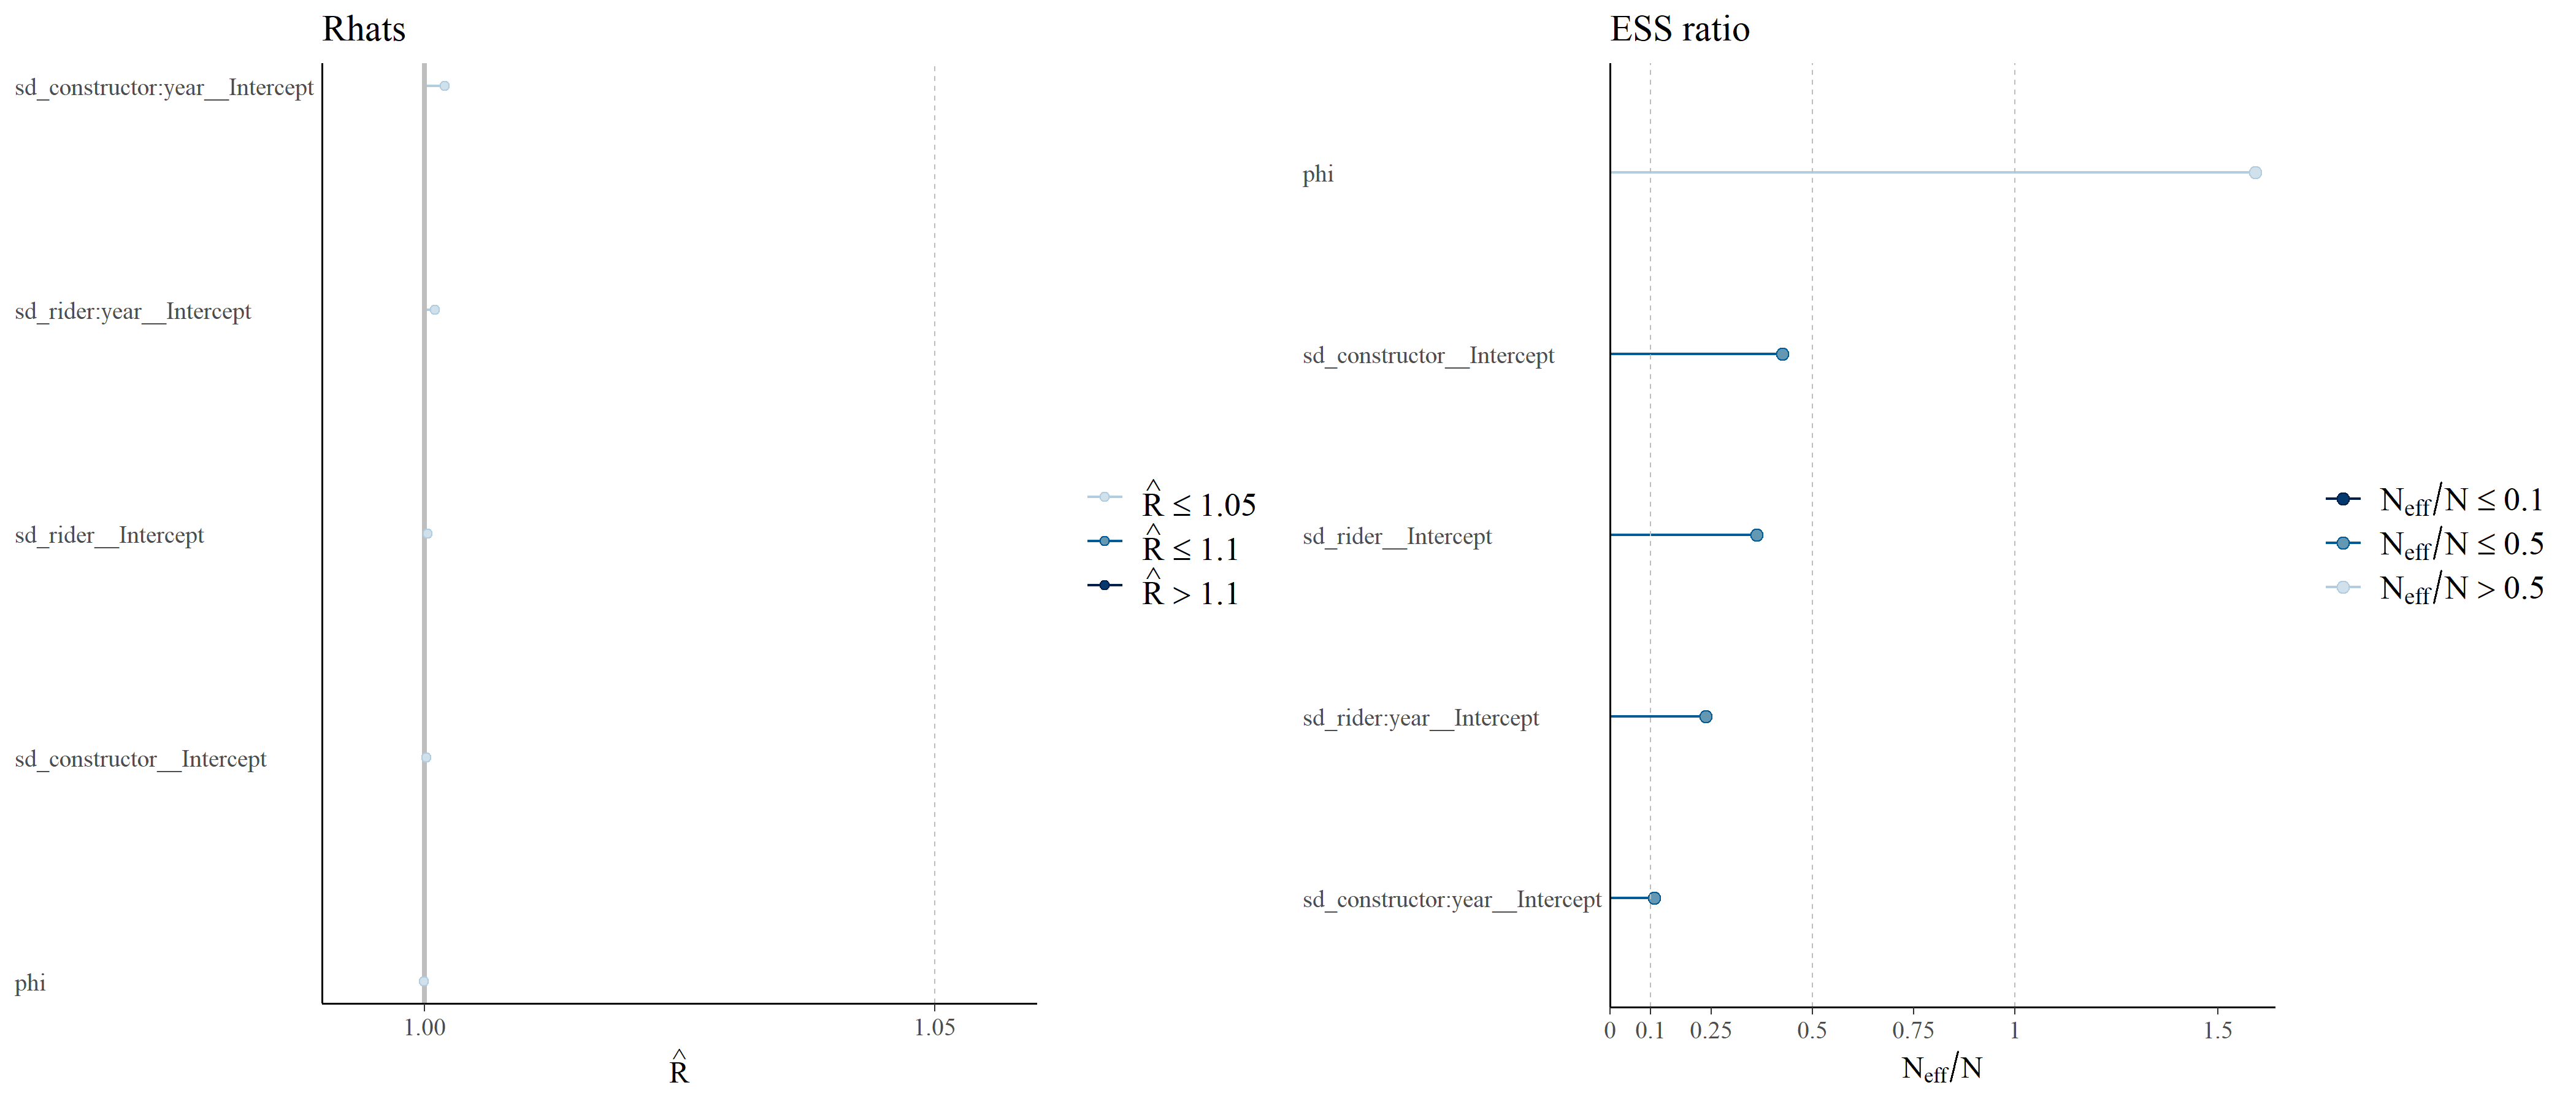 Rhats
sd_constructor:year__Intercept
sd_rider:year__Intercept
sd_rider__Intercept
sd_constructor__Intercept
phi
1.00 1.05
R̂
R̂ ≤ 1.05
R̂ ≤ 1.1
R̂ > 1.1
ESS ratio
phi
sd_constructor__Intercept
sd_rider__Intercept
sd_rider:year__Intercept
sd_constructor:year__Intercept
0 0.1 0.25 0.5 0.75 1 1.5
Neff/N
Neff/N ≤ 0.1
Neff/N ≤ 0.5
Neff/N > 0.5